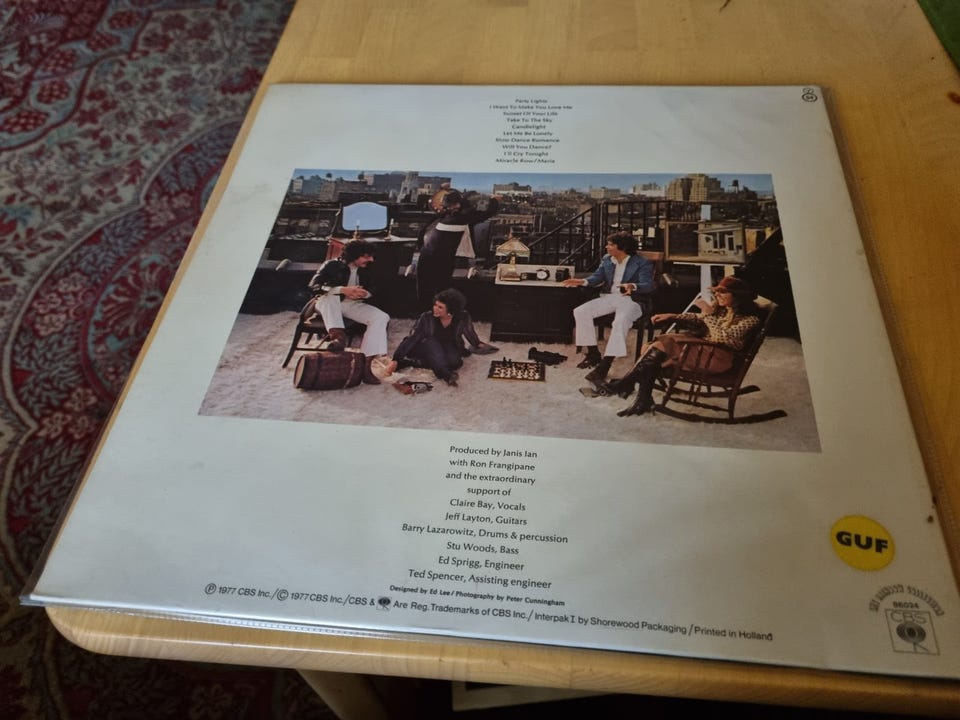 Party Lights
I Want To Make You Love Me
Sunset Of Your Life
Take To The Sky
Candlelight
Let Me Be Lonely
Slow Dance Romance
Will You Dance?
I'll Cry Tonight
Miracle Row/Maria
Produced by Janis Ian
with Ron Frangipane
and the extraordinary
support of
Claire Bay, Vocals
Jeff Layton, Guitars
Barry Lazarowitz, Drums & percussion
Stu Woods, Bass
Ed Sprigg, Engineer
Ted Spencer, Assisting engineer
Designed by Ed Lee/Photography by Peter Cunningham
℗ 1977 CBS Inc./© 1977 CBS Inc./CBS & Are Reg. Trademarks of CBS Inc./Interpak I by Shorewood Packaging/Printed in Holland
GUF
86034
CBS